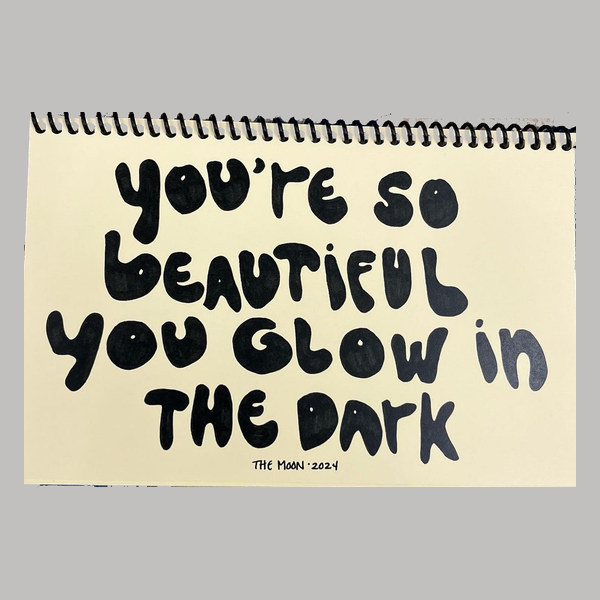 YOU'rE SO
bEAUTiFUL
YOU GLOW in
THE DArK
THE MOON · 2024